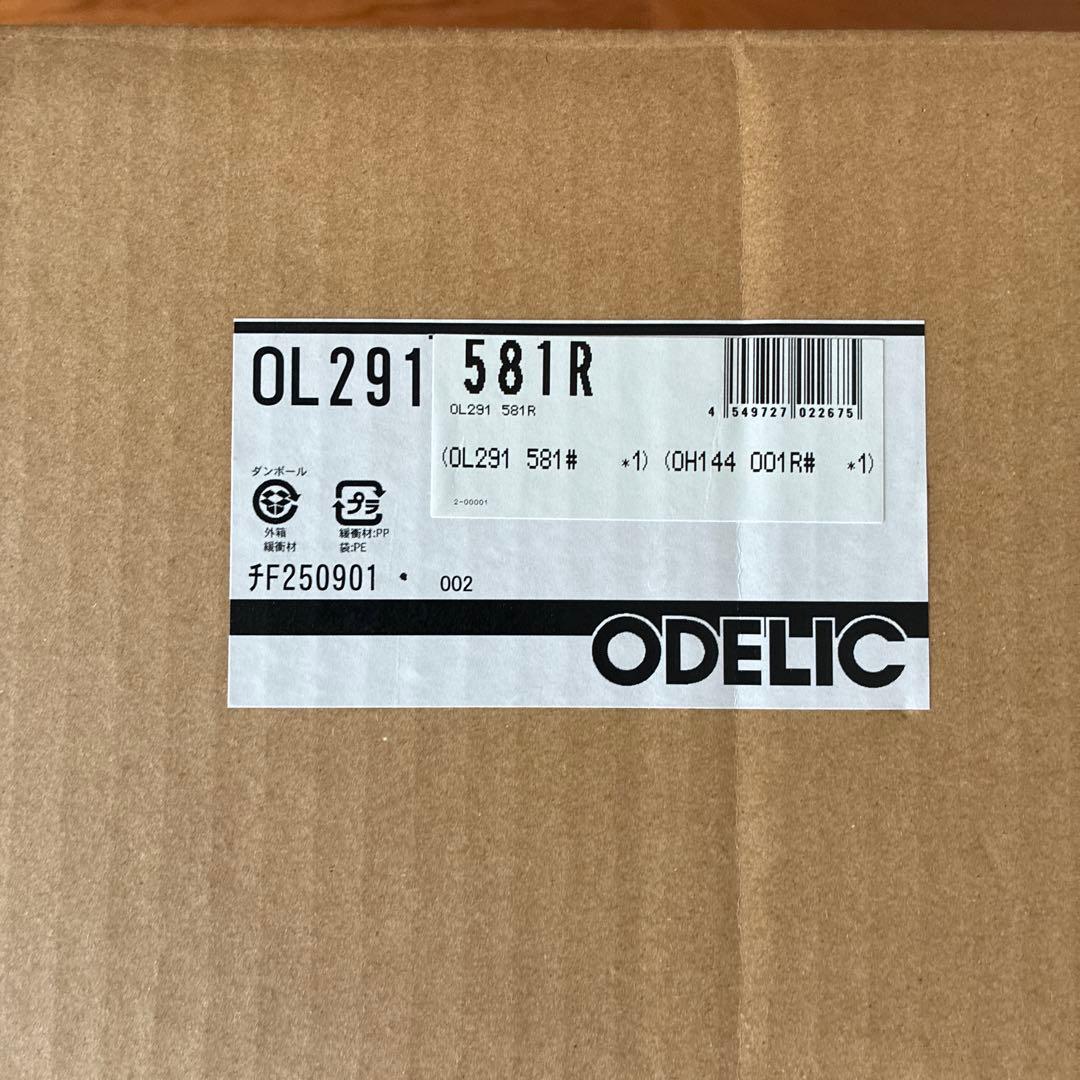 OL291 581R
OL291 581R
4 549727 022675
(OL291 581# *1) (OH144 001R# *1)
2-00001
ダンボール
プラ
外箱
緩衝材
緩衝材:PP
袋:PE
チF250901 ・ 002
ODELIC